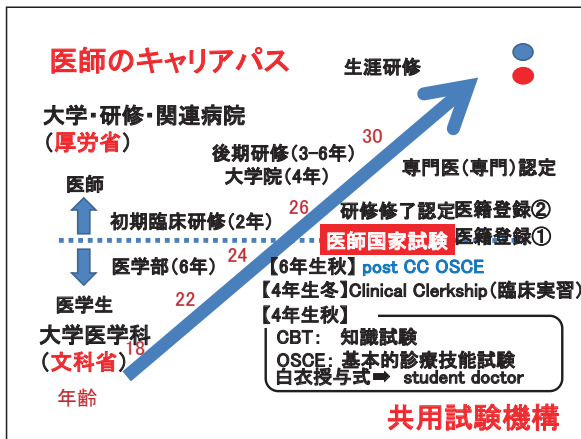 医師のキャリアパス
生涯研修
大学・研修・関連病院
(厚労省)
30
後期研修(3-6年)
大学院(4年)
専門医(専門)認定
医師
26
初期臨床研修(2年)
研修修了認定 医籍登録②
医師国家試験 医籍登録①
24
医学部(6年)
【6年生秋】 post CC OSCE
【4年生冬】Clinical Clerkship(臨床実習)
22
医学生
【4年生秋】
大学医学科
(文科省)
18
CBT: 知識試験
OSCE:基本的診療技能試験
白衣授与式➡ student doctor
年齢
共用試験機構